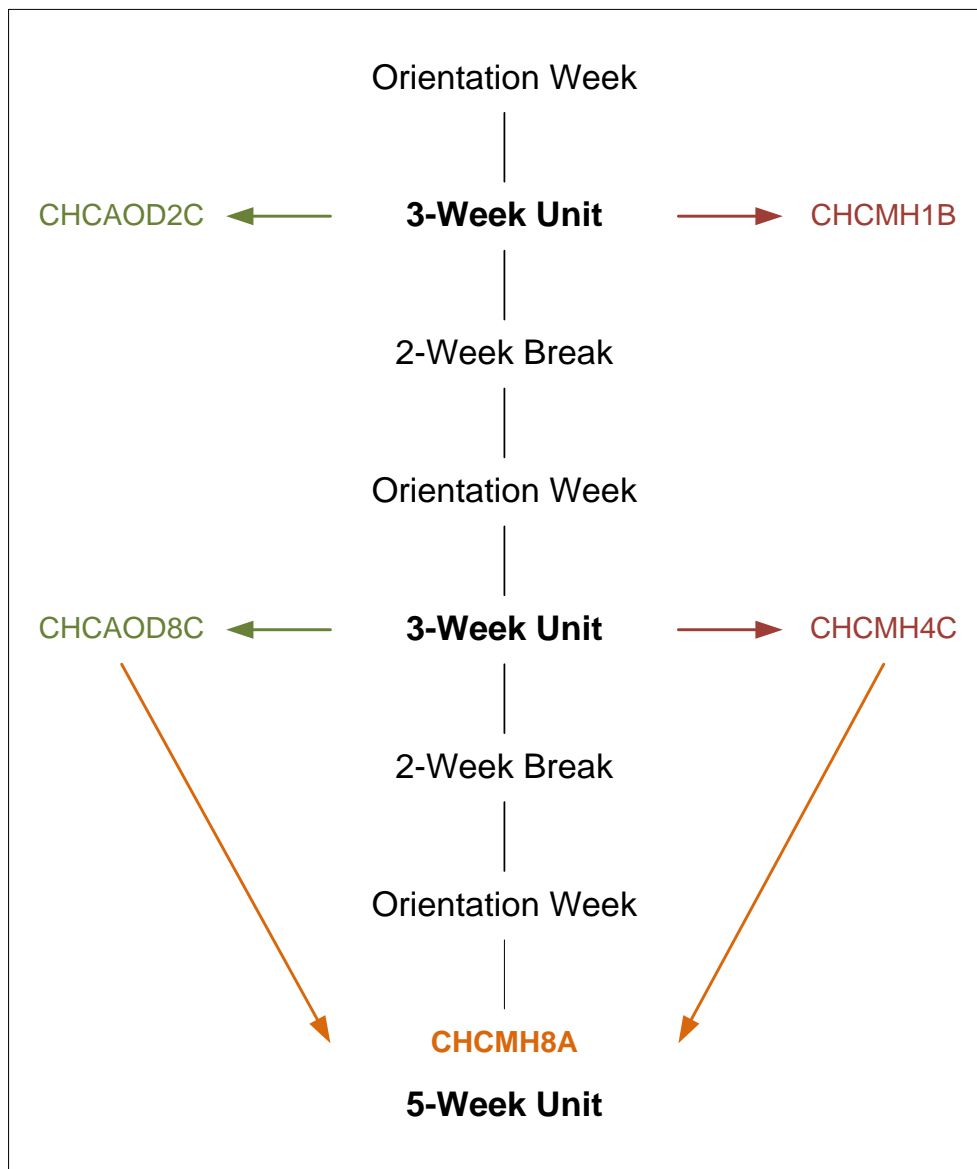 Orientation Week
CHCAOD2C
3-Week Unit
CHCMH1B
2-Week Break
Orientation Week
CHCAOD8C
3-Week Unit
CHCMH4C
2-Week Break
Orientation Week
CHCMH8A
5-Week Unit